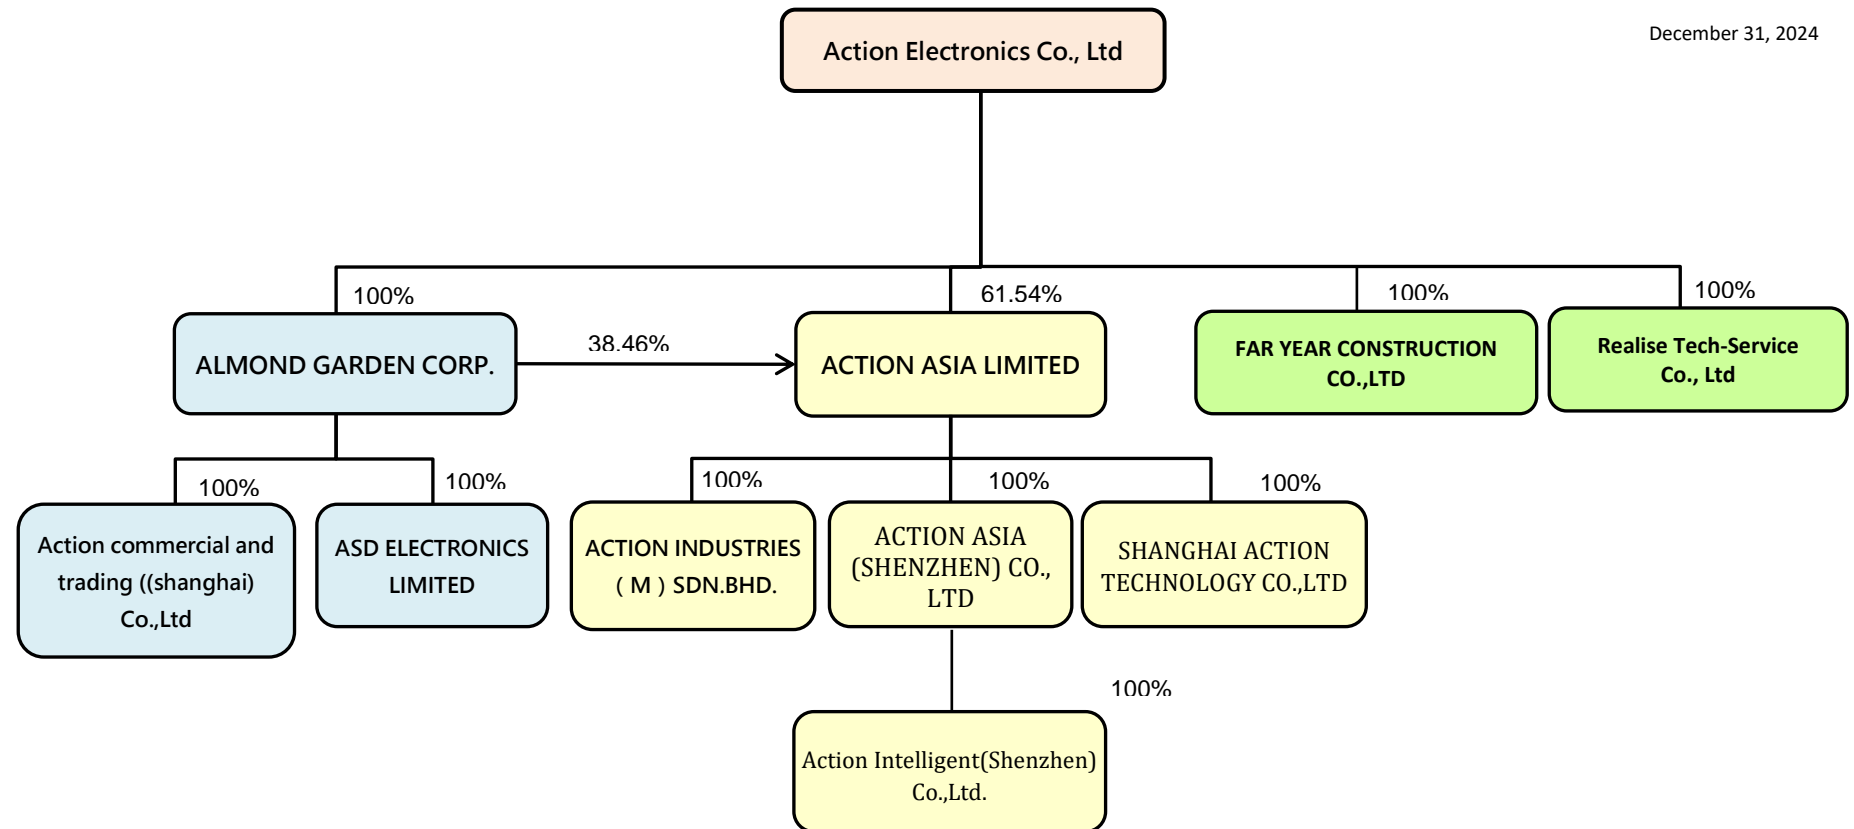 Action Electronics Co., Ltd
December 31, 2024
100%
61.54%
100%
100%
ALMOND GARDEN CORP.
38.46%
ACTION ASIA LIMITED
FAR YEAR CONSTRUCTION
CO.,LTD
Realise Tech-Service
Co., Ltd
100%
100%
100%
100%
100%
Action commercial and
trading ((shanghai)
Co.,Ltd
ASD ELECTRONICS
LIMITED
ACTION INDUSTRIES
( M ) SDN.BHD.
ACTION ASIA
(SHENZHEN) CO.,
LTD
SHANGHAI ACTION
TECHNOLOGY CO.,LTD
100%
Action Intelligent(Shenzhen)
Co.,Ltd.